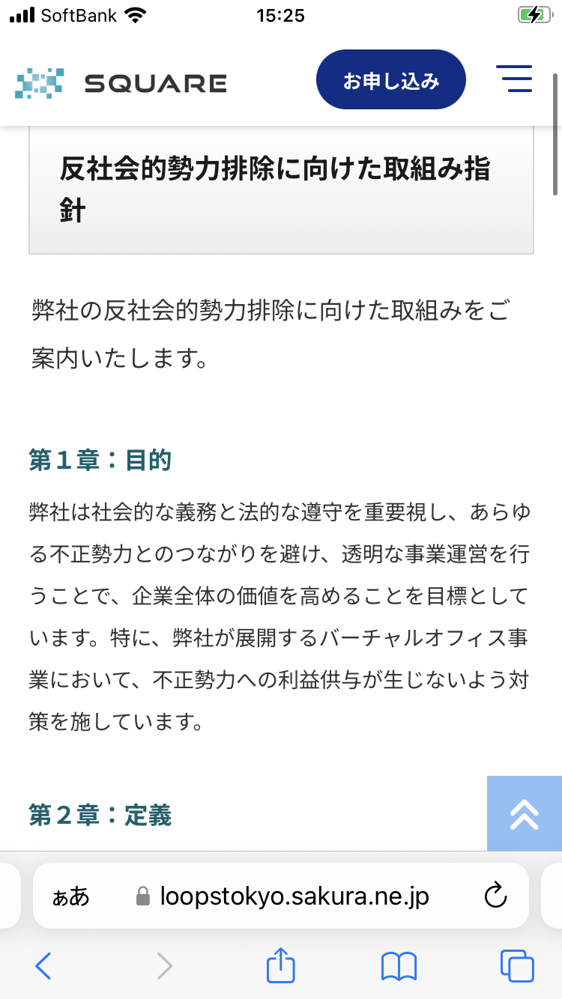 SoftBank 15:25
SQUARE お申し込み
反社会的勢力排除に向けた取組み指
針
弊社の反社会的勢力排除に向けた取組みをご
案内いたします。
第１章：目的
弊社は社会的な義務と法的な遵守を重要視し、あらゆ
る不正勢力とのつながりを避け、透明な事業運営を行
うことで、企業全体の価値を高めることを目標として
います。特に、弊社が展開するバーチャルオフィス事
業において、不正勢力への利益供与が生じないよう対
策を施しています。
第２章：定義
ぁあ loopstokyo.sakura.ne.jp